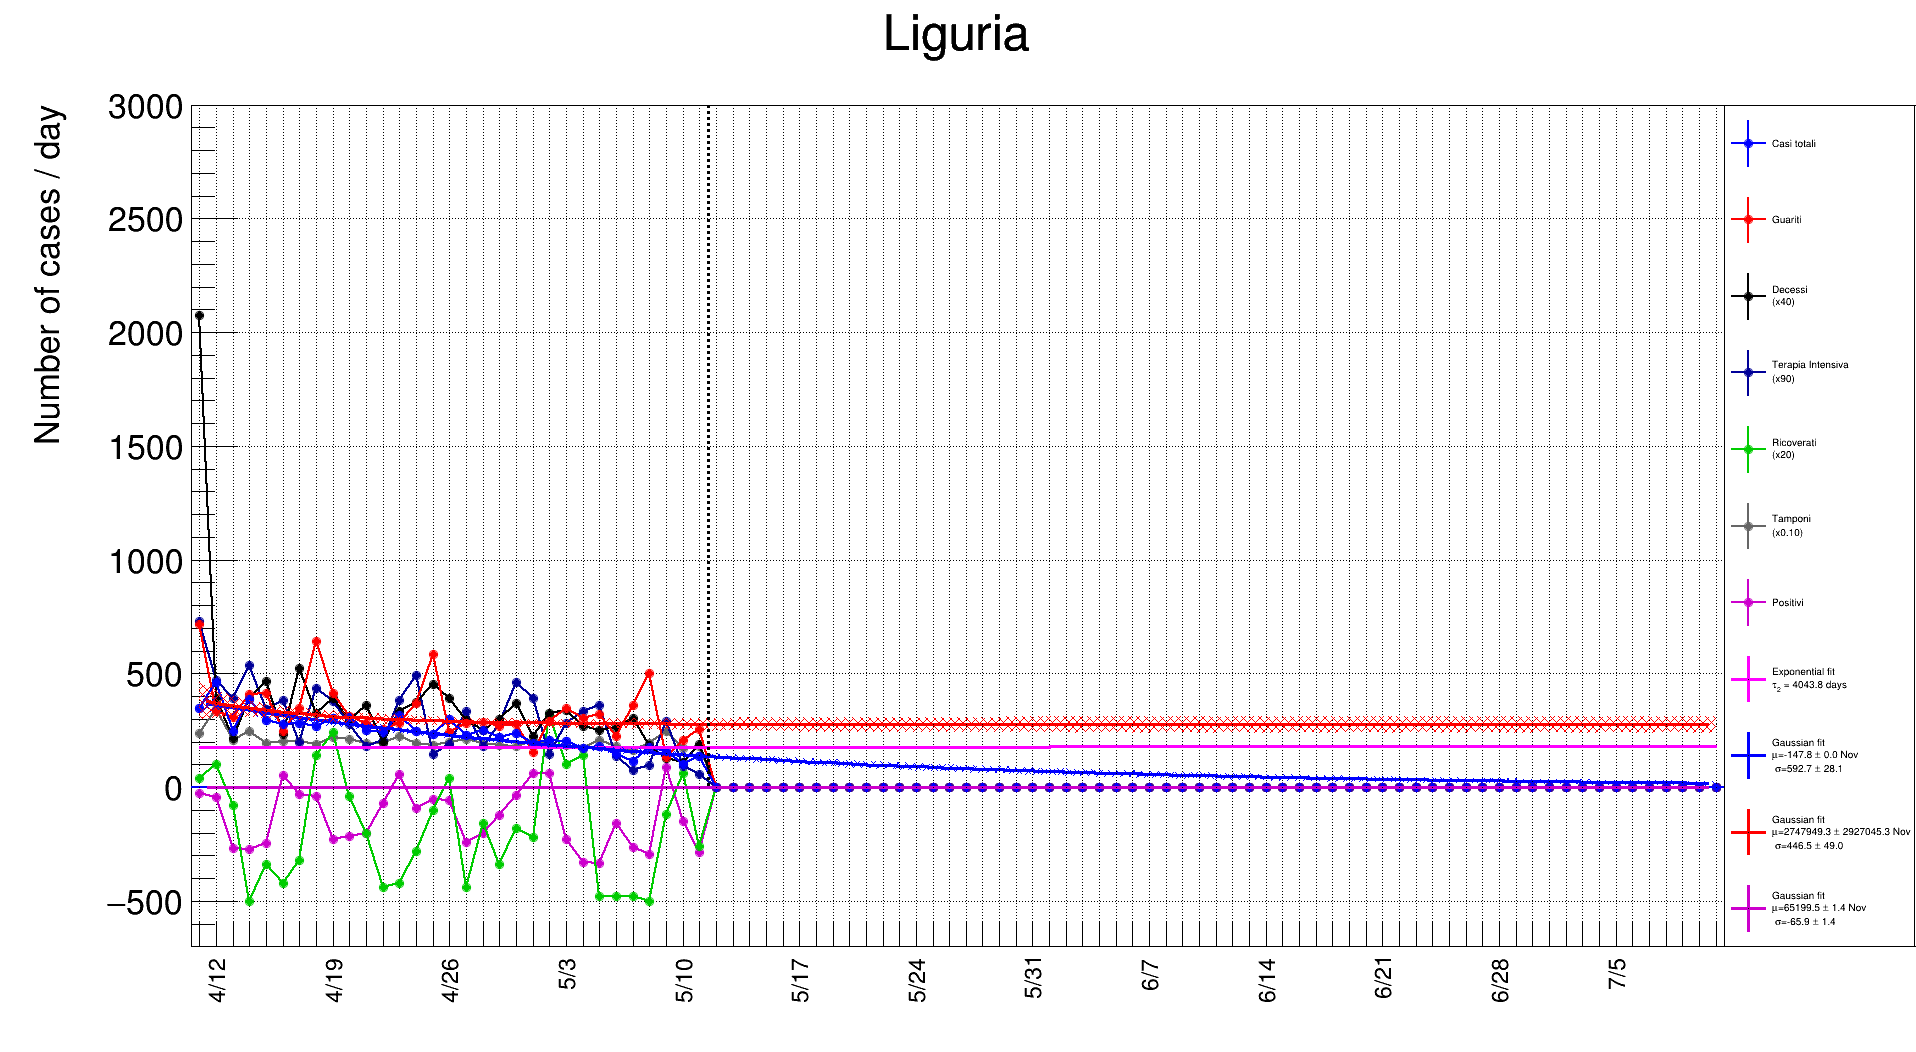 Liguria
Number of cases / day
3000
2500
2000
1500
1000
500
0
−500
4/12
4/19
4/26
5/3
5/10
5/17
5/24
5/31
6/7
6/14
6/21
6/28
7/5
Casi totali
Guariti
Decessi
(x40)
Terapia Intensiva
(x90)
Ricoverati
(x20)
Tamponi
(x0.10)
Positivi
Exponential fit
τ2 = 4043.8 days
Gaussian fit
μ=-147.8 ± 0.0 Nov
σ=592.7 ± 28.1
Gaussian fit
μ=2747949.3 ± 2927045.3 Nov
σ=446.5 ± 49.0
Gaussian fit
μ=65199.5 ± 1.4 Nov
σ=-65.9 ± 1.4